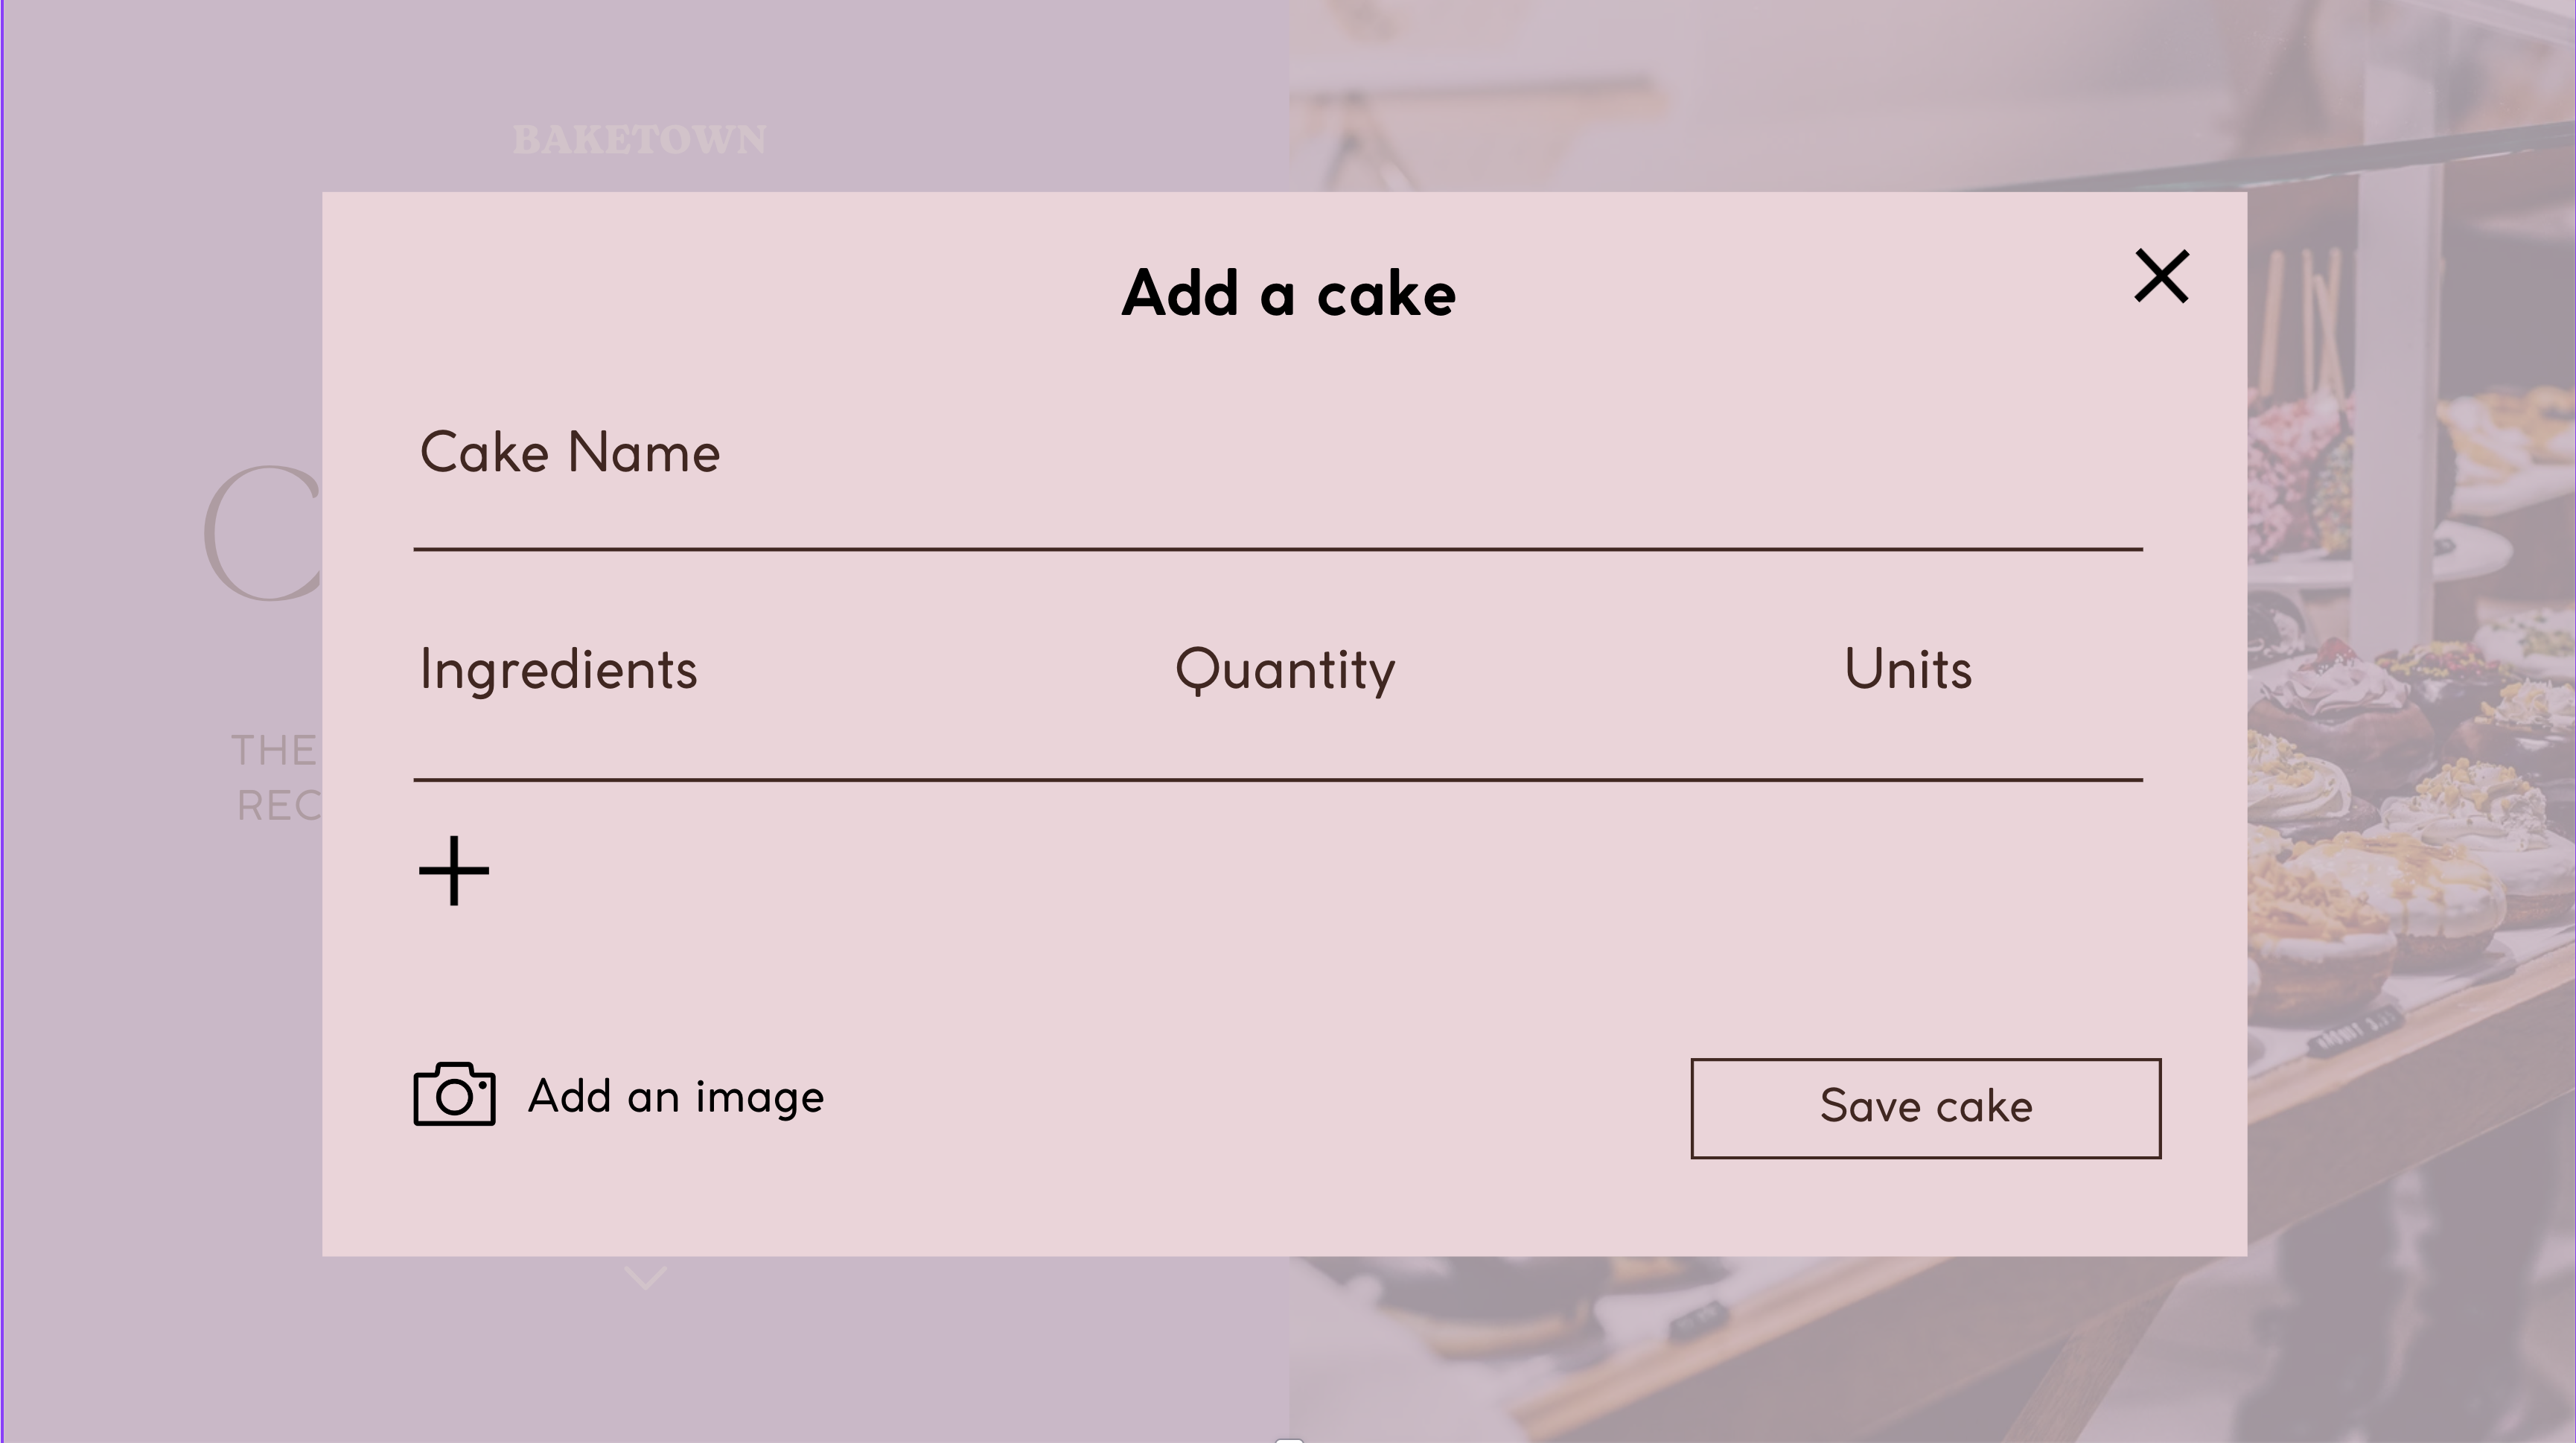 BAKETOWN
Add a cake
Cake Name
C
Ingredients Quantity Units
THE
REC
Add an image
Save cake